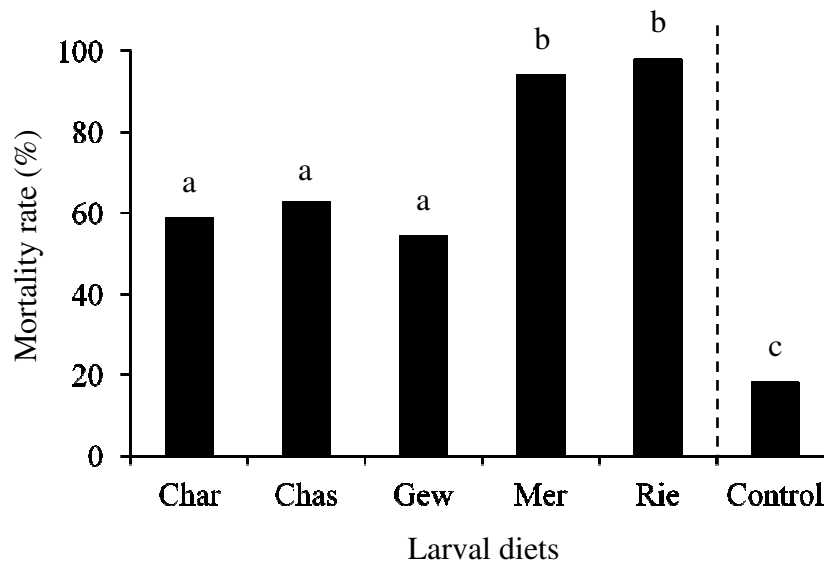 b b
100
a a a
80
60
40
20
c
0
Mortality rate (%)
Char Chas Gew Mer Rie Control
Larval diets